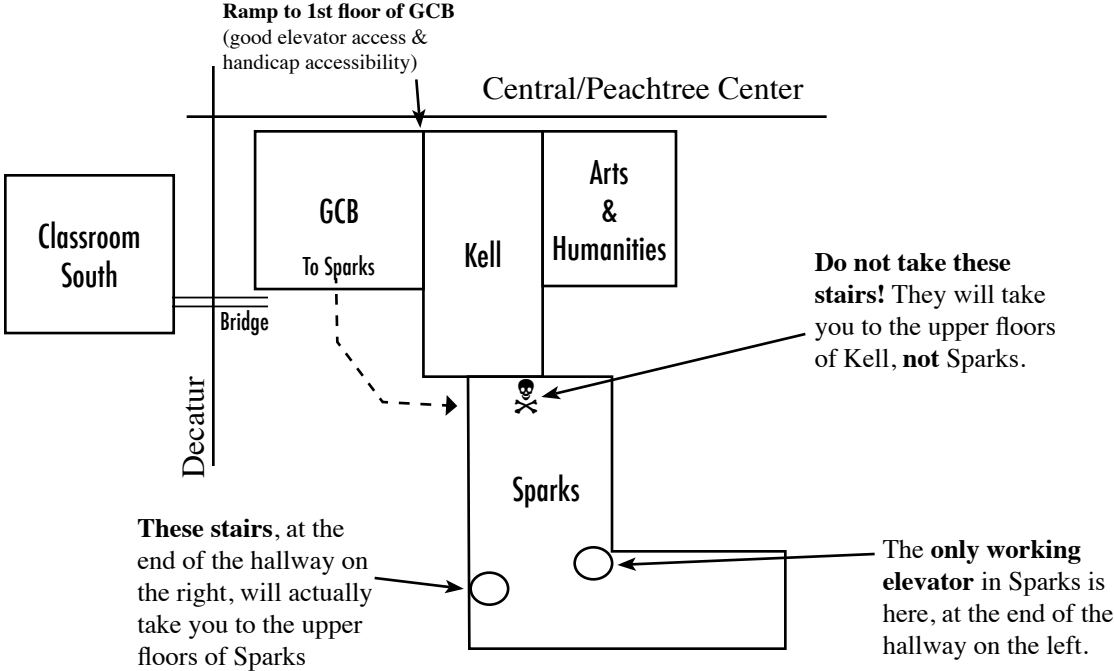 Ramp to 1st floor of GCB
(good elevator access &
handicap accessibility)
Central/Peachtree Center
Classroom
South
GCB
To Sparks
Kell
Arts
&
Humanities
Bridge
Decatur
Do not take these
stairs! They will take
you to the upper floors
of Kell, not Sparks.
Sparks
These stairs, at the
end of the hallway on
the right, will actually
take you to the upper
floors of Sparks
The only working
elevator in Sparks is
here, at the end of the
hallway on the left.